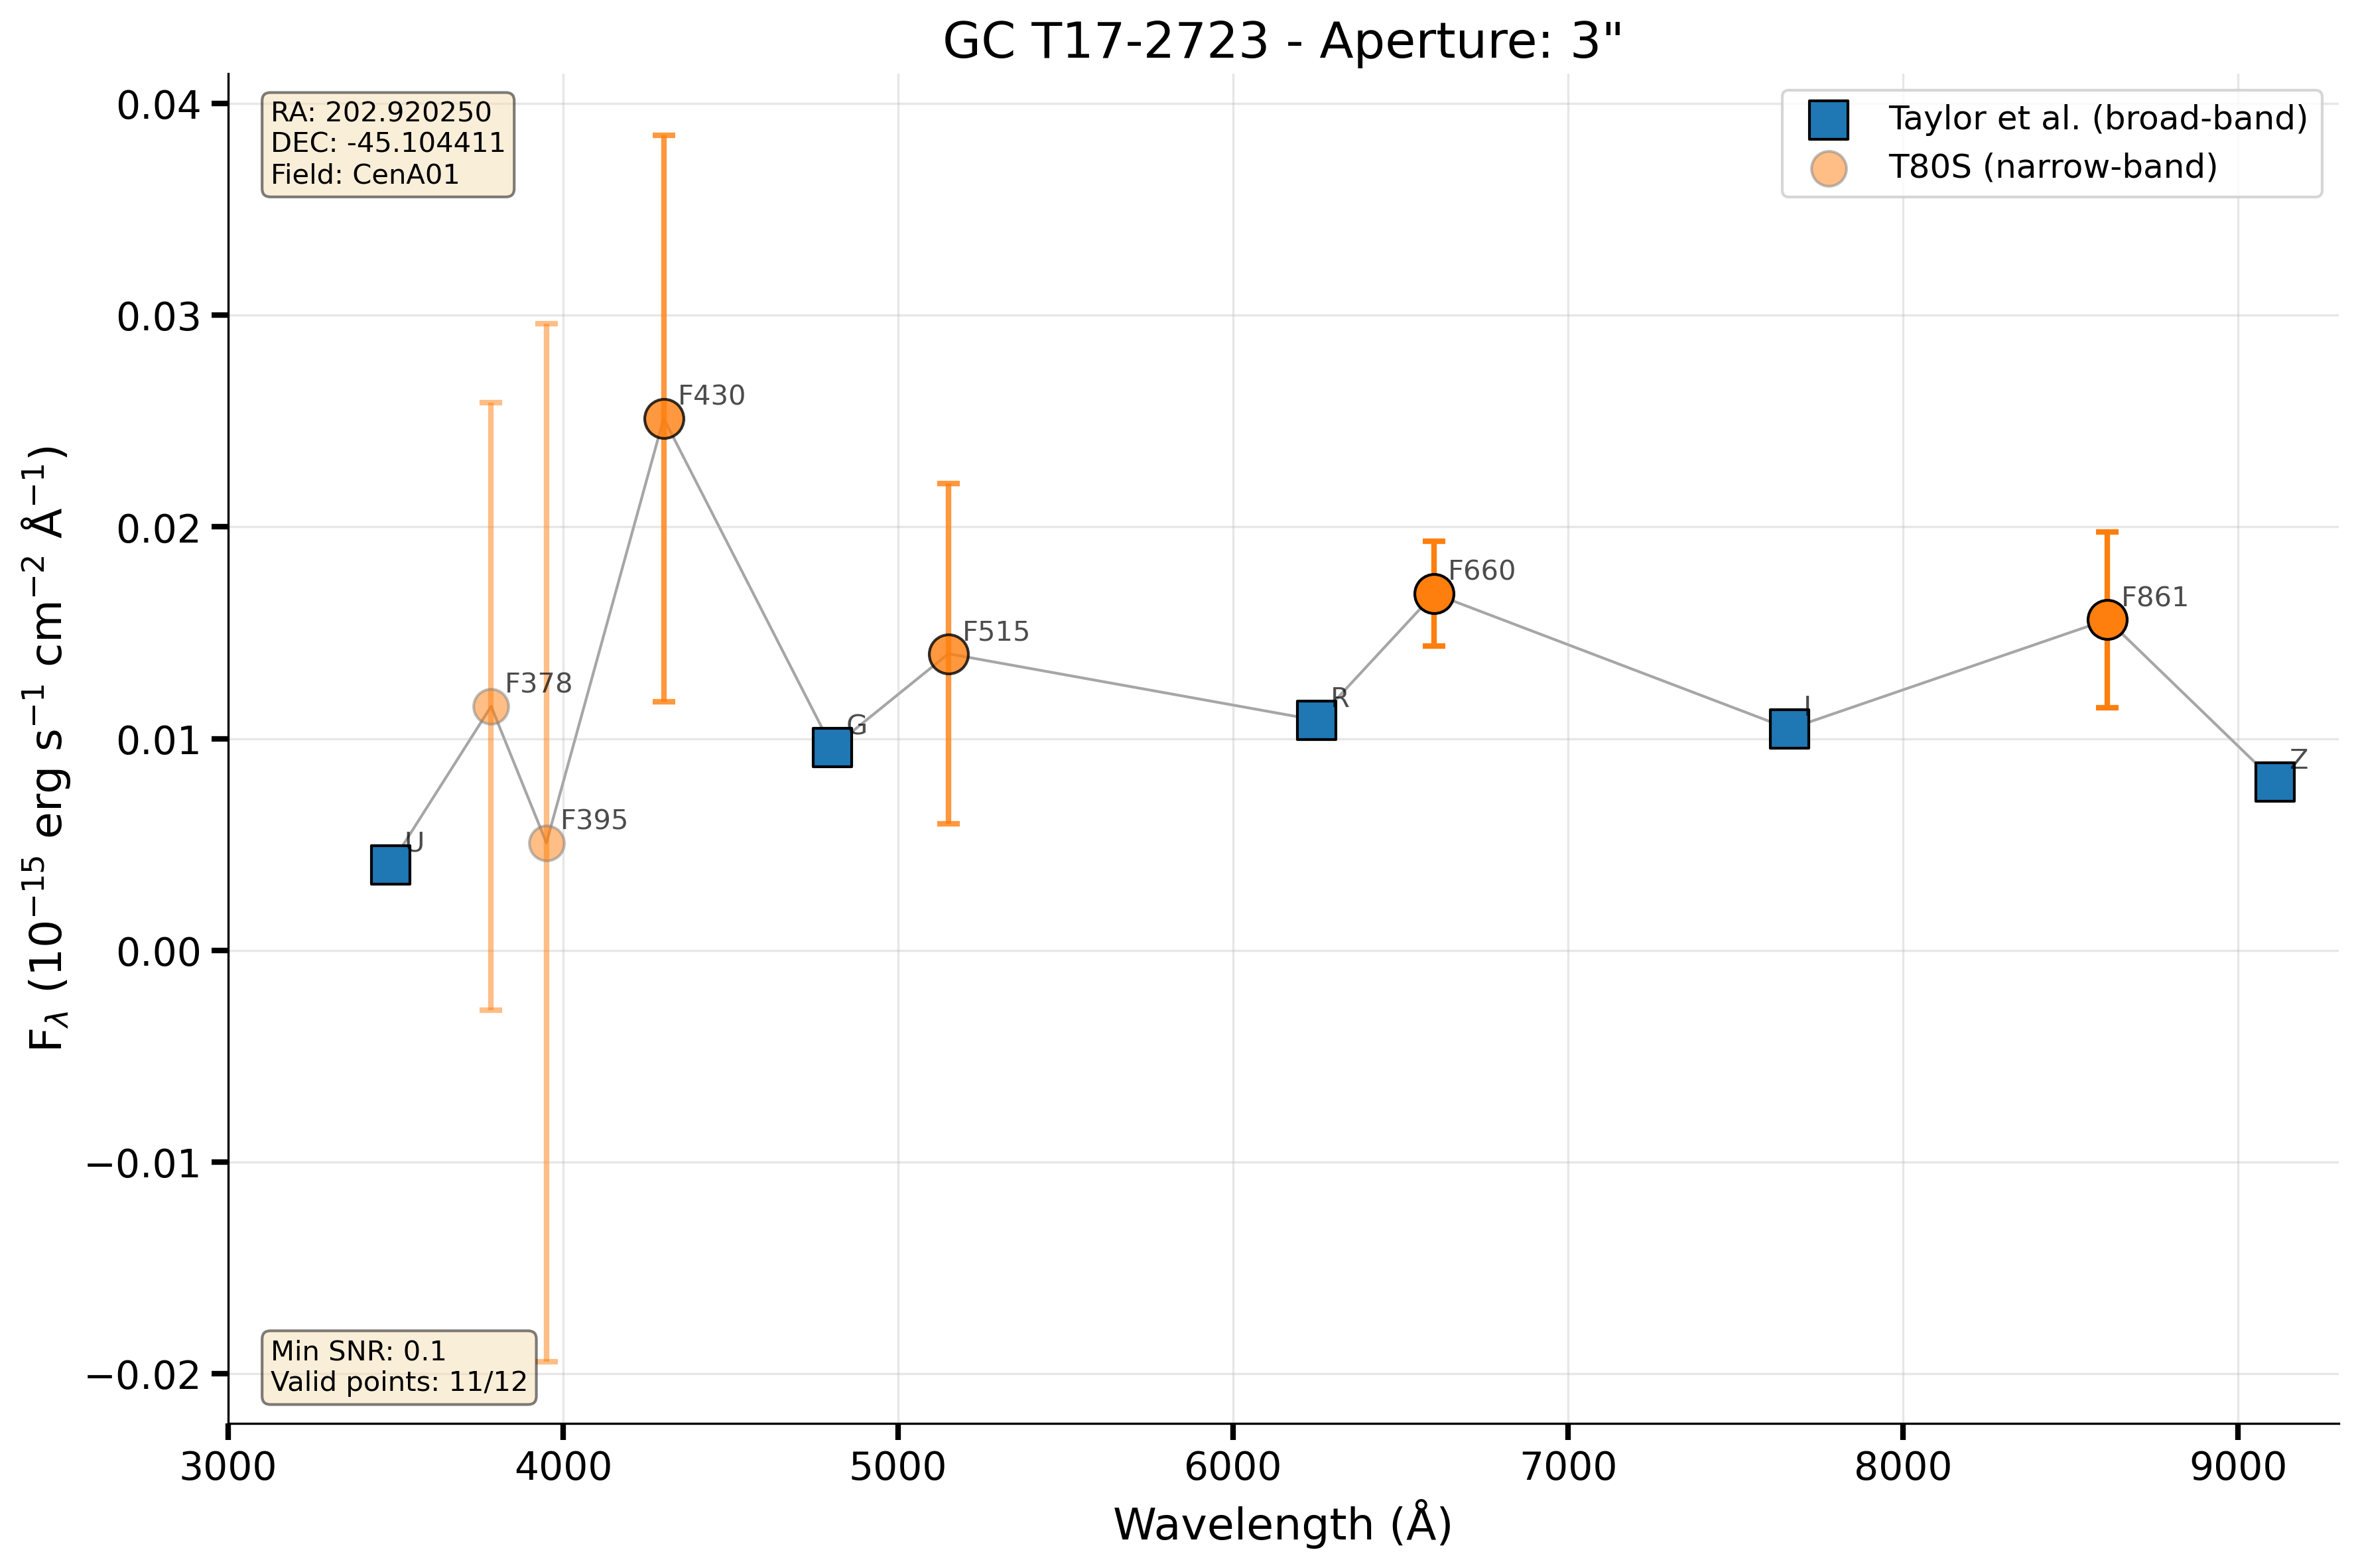 GC T17-2723 - Aperture: 3"
RA: 202.920250
DEC: -45.104411
Field: CenA01
Taylor et al. (broad-band)
T80S (narrow-band)
0.04
0.03
0.02
0.01
0.00
−0.01
−0.02
F430
F378
F395
U
G
F515
R
F660
I
F861
Z
Min SNR: 0.1
Valid points: 11/12
3000 4000 5000 6000 7000 8000 9000
Wavelength (Å)
Fλ (10⁻¹⁵ erg s⁻¹ cm⁻² Å⁻¹)